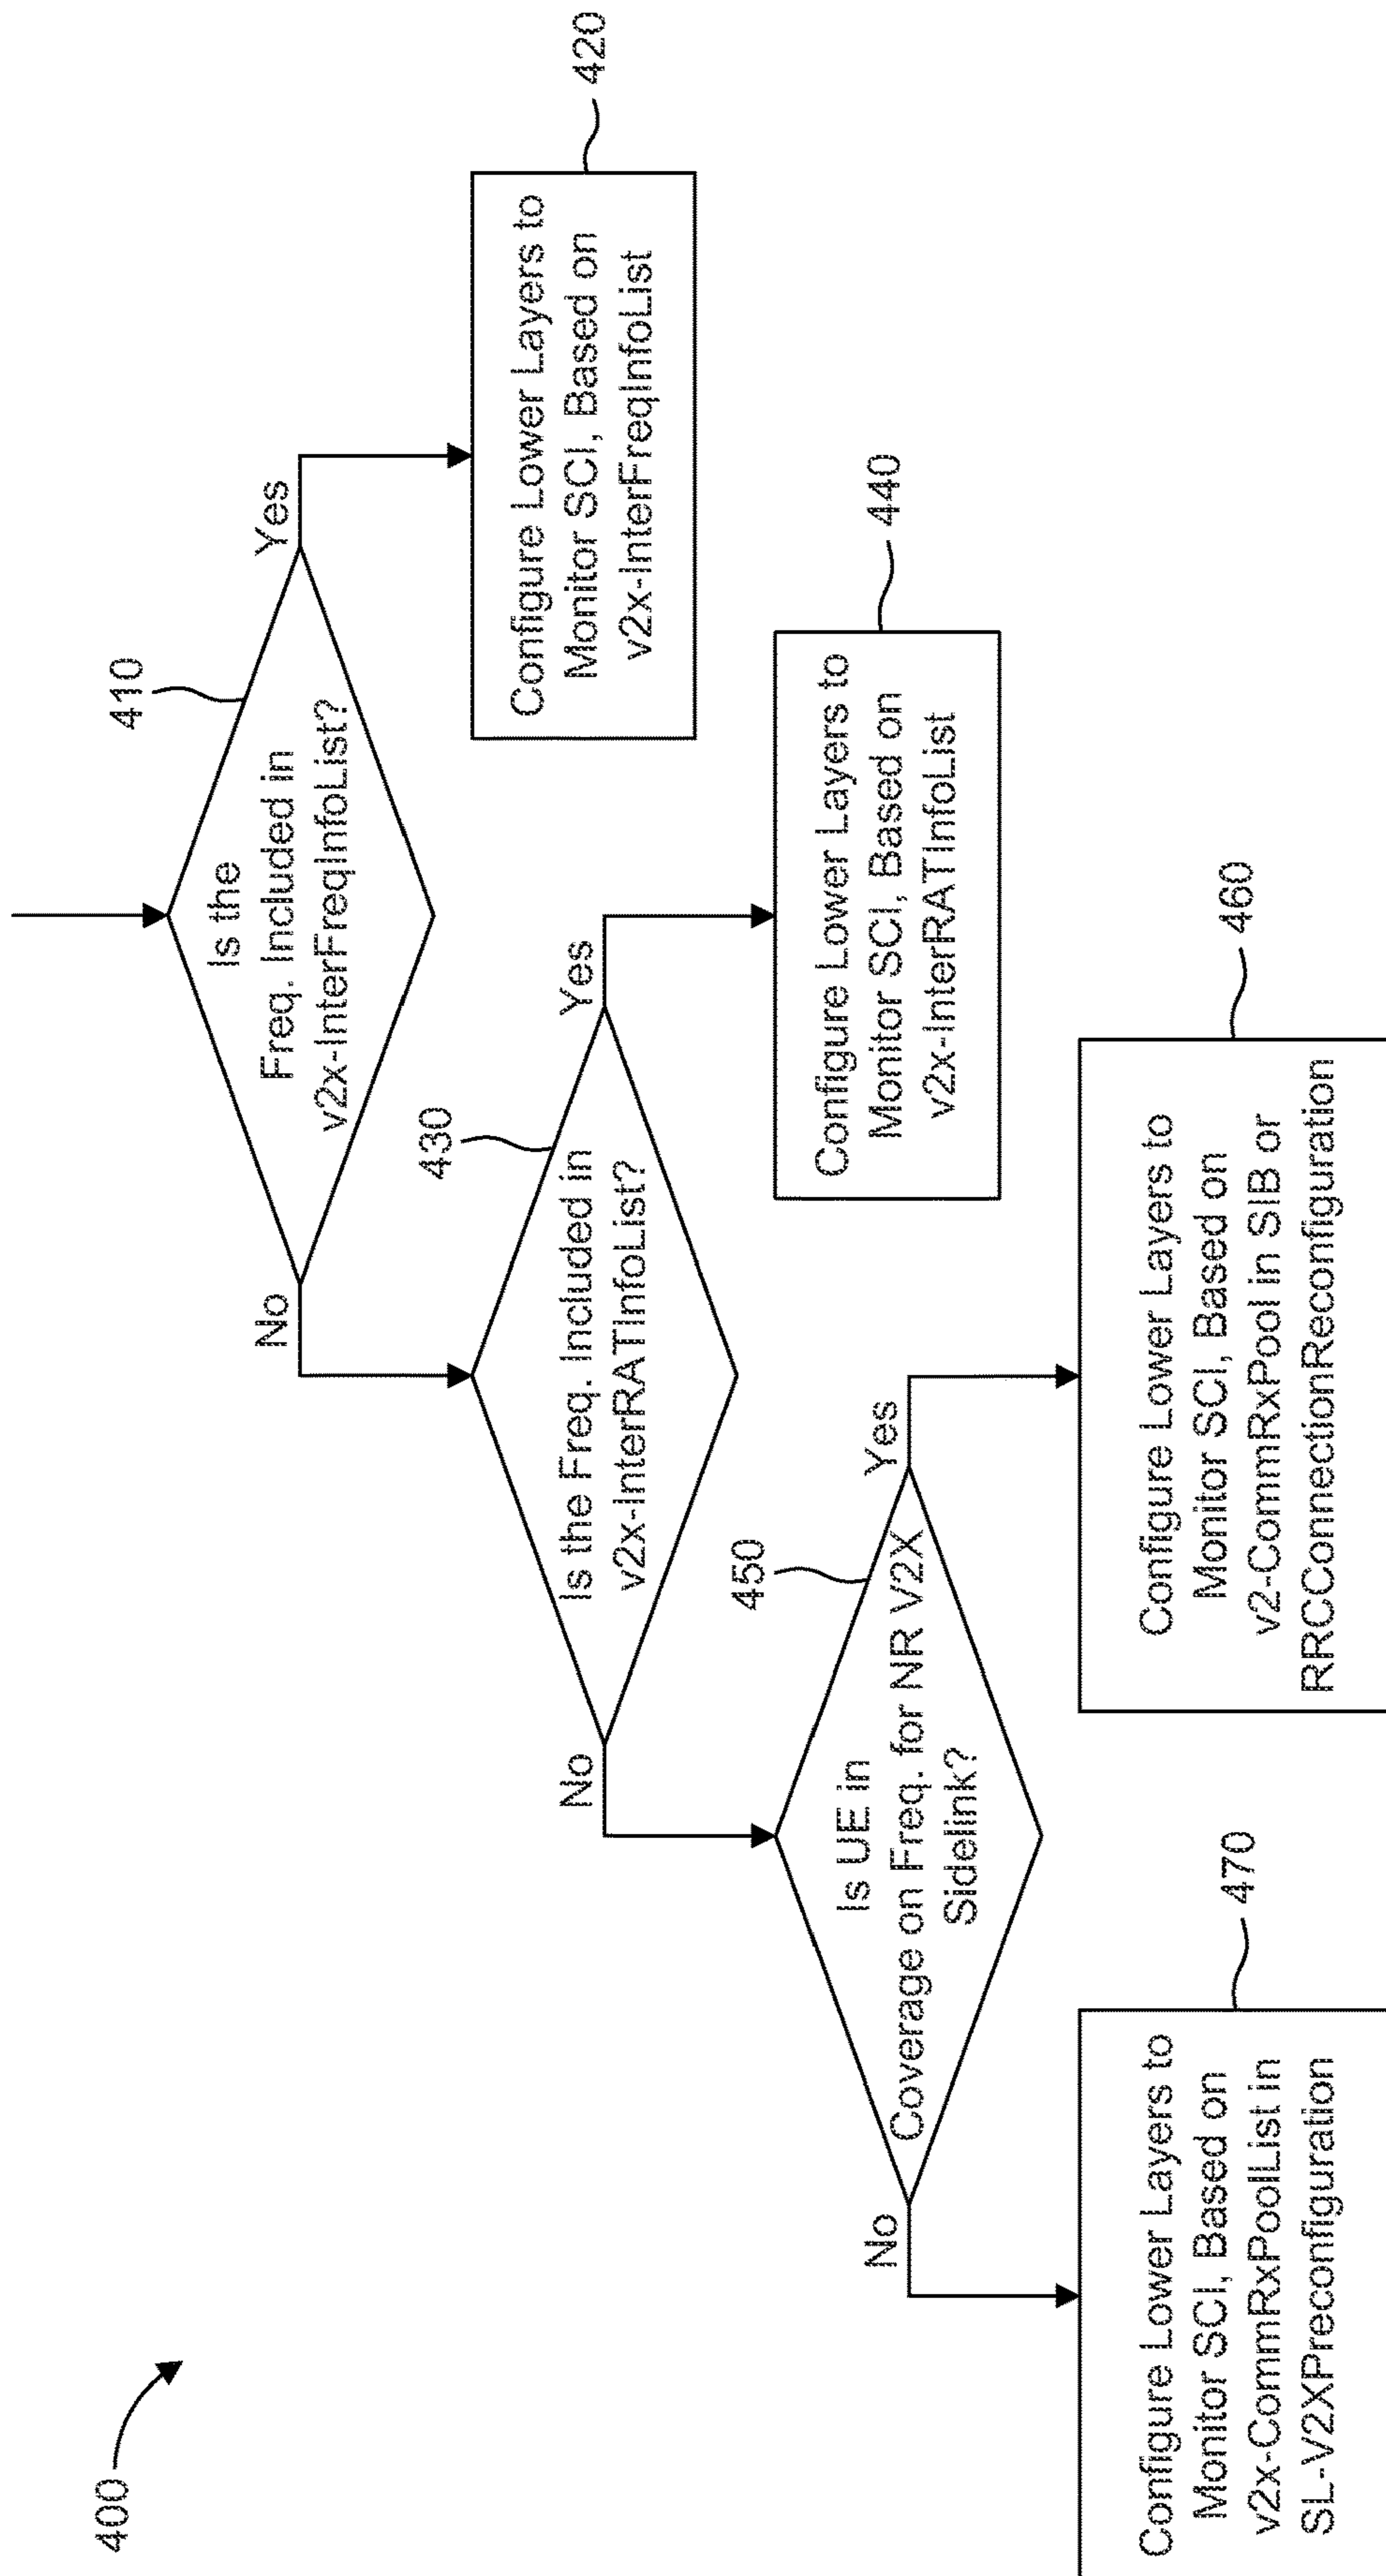 400
410
Is the
Freq. Included in
v2x-InterFreqInfoList?
Yes
No
420
Configure Lower Layers to
Monitor SCI, Based on
v2x-InterFreqInfoList
430
Is the Freq. Included in
v2x-InterRATInfoList?
Yes
No
440
Configure Lower Layers to
Monitor SCI, Based on
v2x-InterRATInfoList
450
Is UE in
Coverage on Freq. for NR V2X
Sidelink?
Yes
No
460
Configure Lower Layers to
Monitor SCI, Based on
v2-CommRxPool in SIB or
RRCConnectionReconfiguration
470
Configure Lower Layers to
Monitor SCI, Based on
v2x-CommRxPoolList in
SL-V2XPreconfiguration